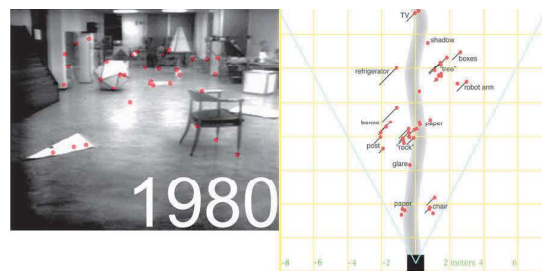 1980
TV
shadow
boxes
"tree"
refrigerator
robot arm
boxes
paper
post
"rock"
glare
paper
chair
-8 -6 -4 -2 2 meters 4 6